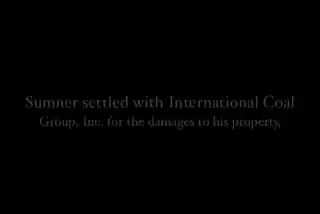 Sumner settled with International Coal
Group, Inc. for the damages to his property,